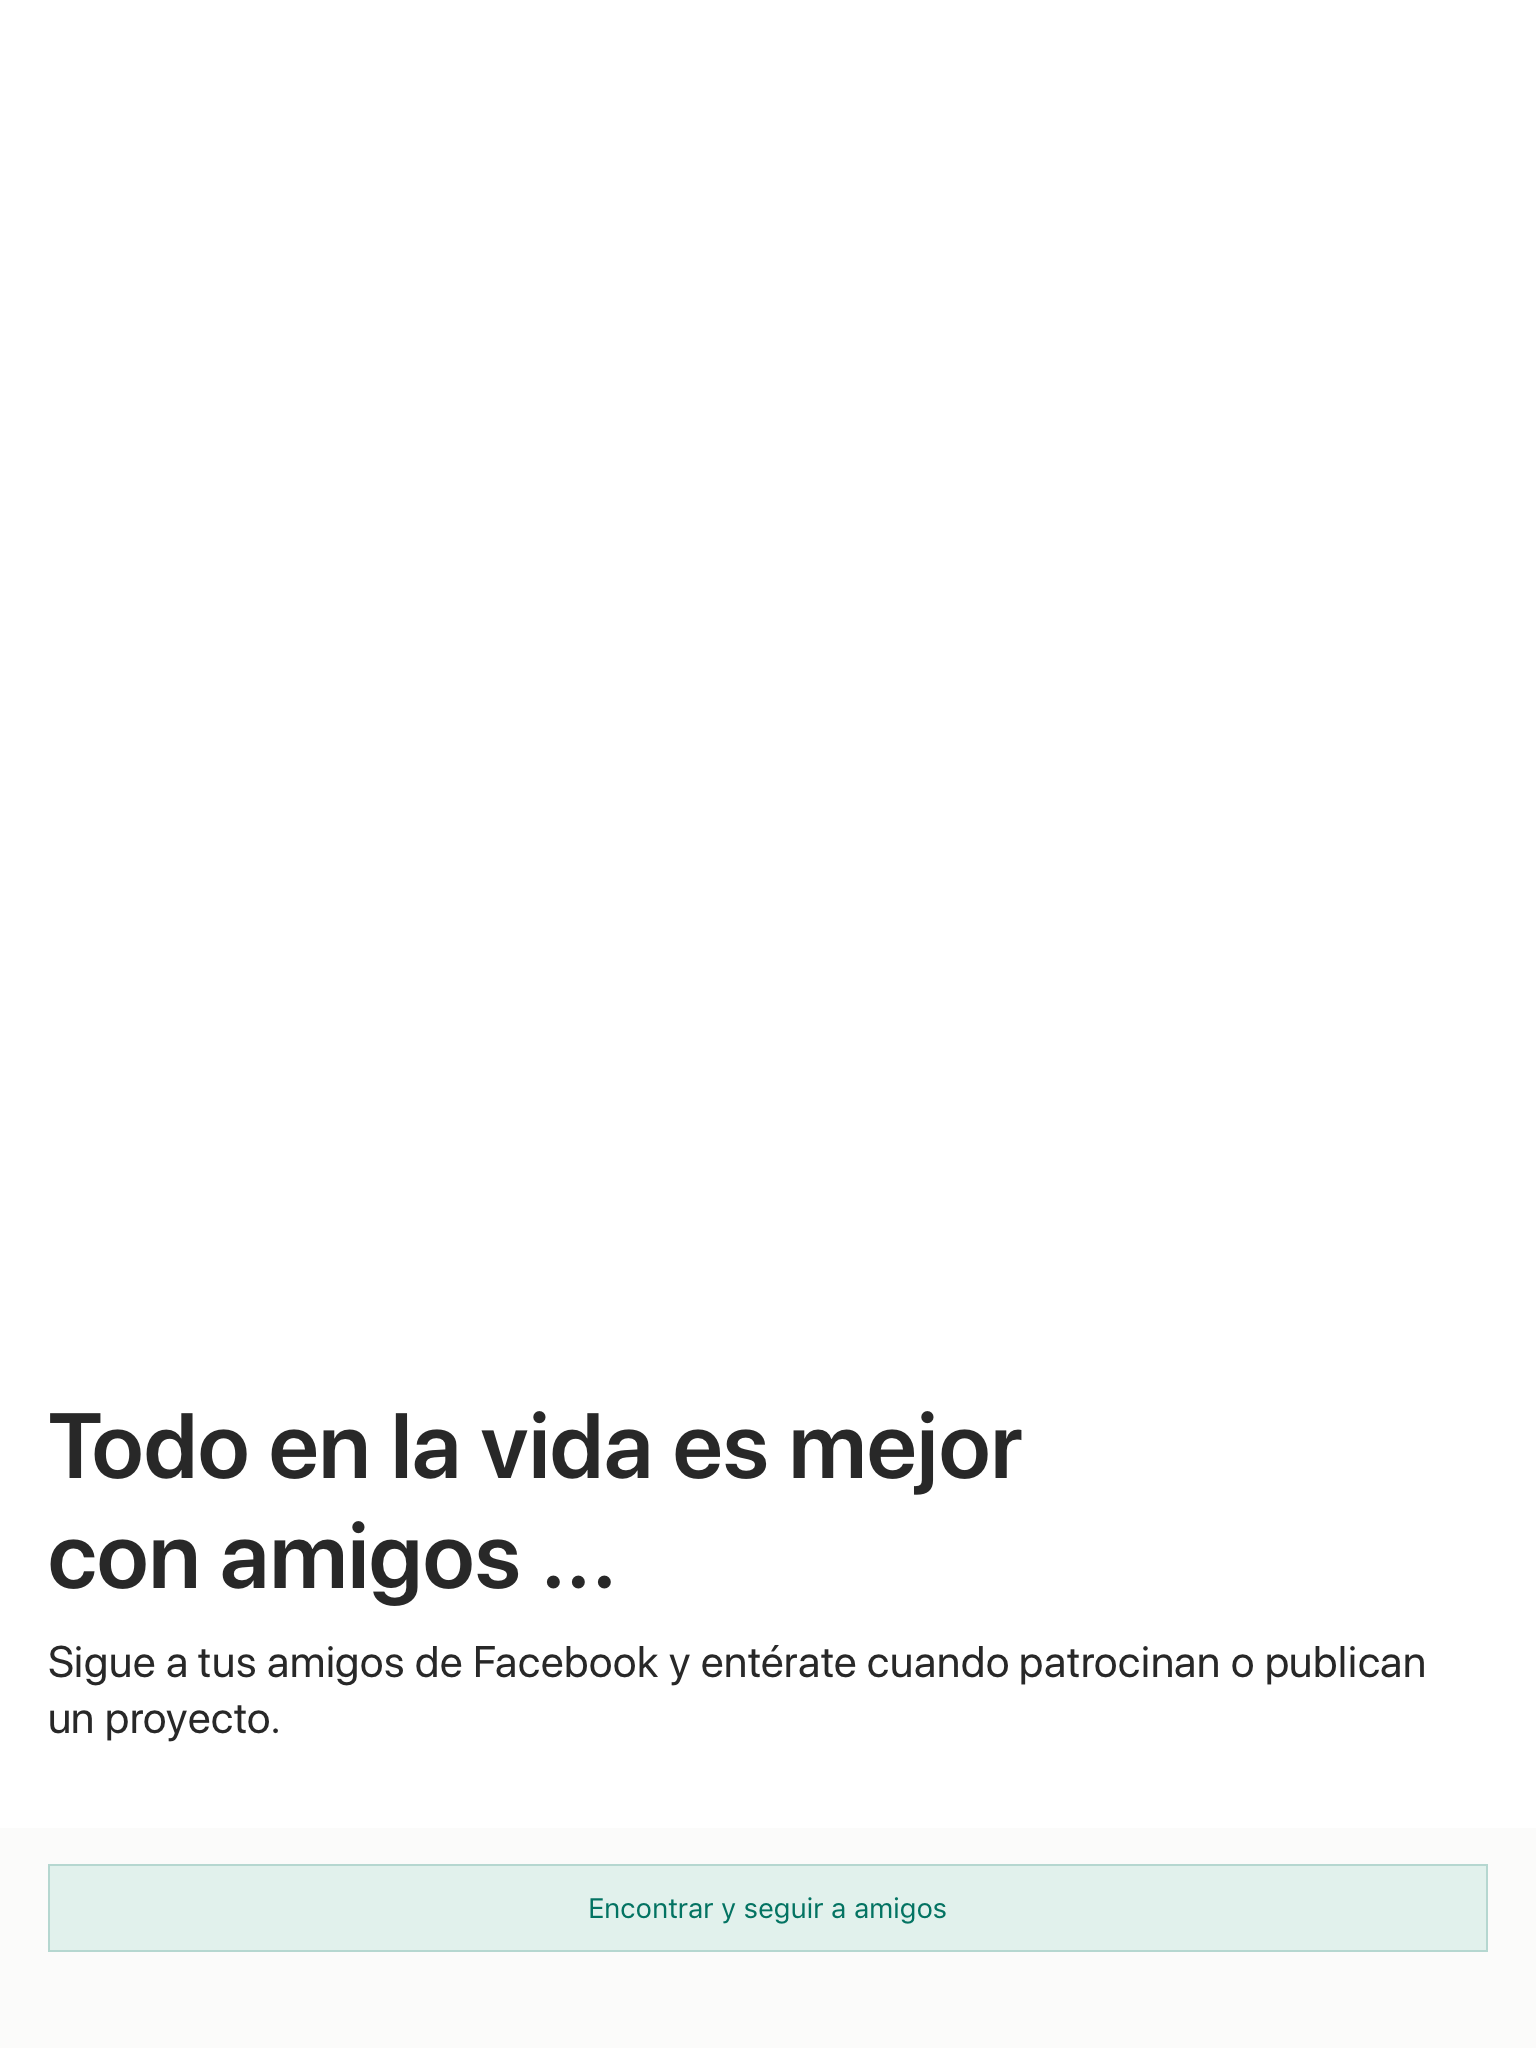 Todo en la vida es mejor
con amigos ...
Sigue a tus amigos de Facebook y entérate cuando patrocinan o publican
un proyecto.
Encontrar y seguir a amigos